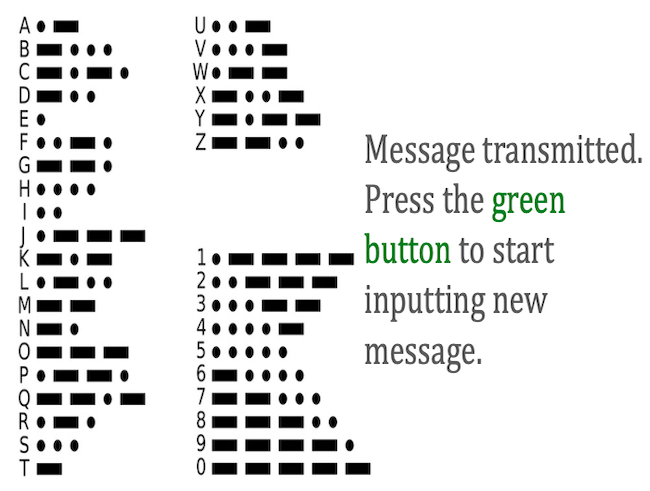 A
B
C
D
E
F
G
H
I
J
K
L
M
N
O
P
Q
R
S
T
U
V
W
X
Y
Z
1
2
3
4
5
6
7
8
9
0
Message transmitted.
Press the green
button to start
inputting new
message.